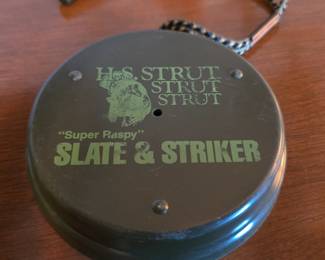 H.S. STRUT
STRUT
STRUT
"Super Raspy"
SLATE & STRIKER